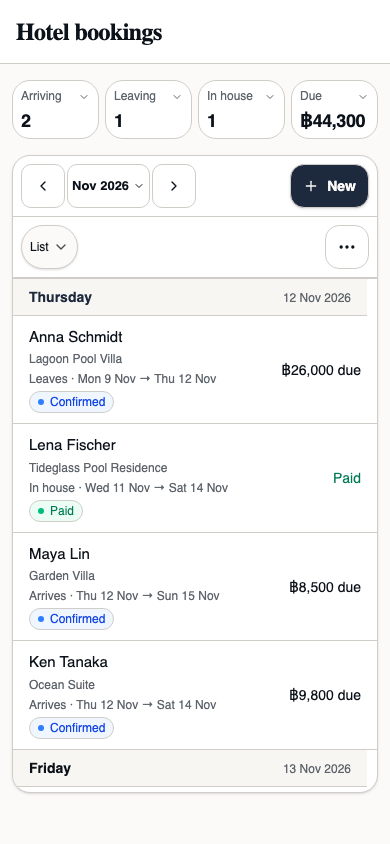 Hotel bookings
Arriving
2
Leaving
1
In house
1
Due
฿44,300
Nov 2026
+ New
List
...
Thursday 12 Nov 2026
Anna Schmidt
Lagoon Pool Villa
Leaves · Mon 9 Nov → Thu 12 Nov
฿26,000 due
Confirmed
Lena Fischer
Tideglass Pool Residence
In house · Wed 11 Nov → Sat 14 Nov
Paid
Paid
Maya Lin
Garden Villa
Arrives · Thu 12 Nov → Sun 15 Nov
฿8,500 due
Confirmed
Ken Tanaka
Ocean Suite
Arrives · Thu 12 Nov → Sat 14 Nov
฿9,800 due
Confirmed
Friday 13 Nov 2026